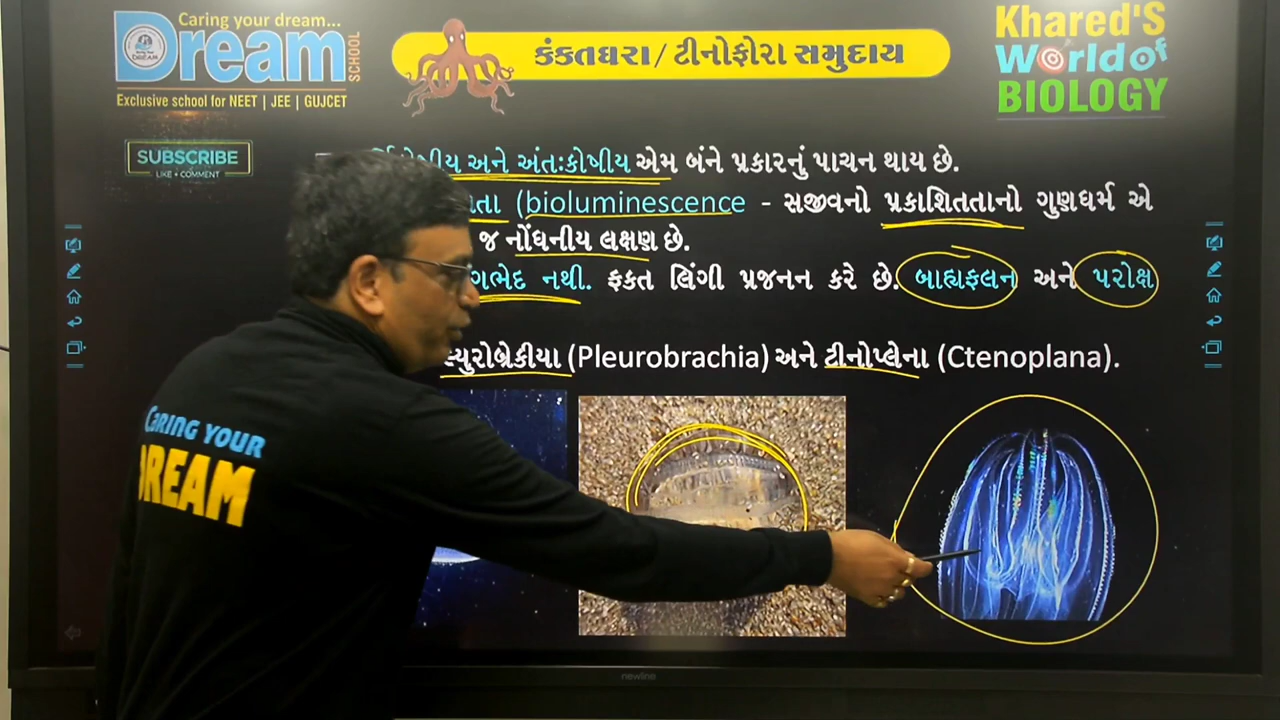 Caring your dream...
Dream
SCHOOL
DREAM
Exclusive school for NEET | JEE | GUJCET
કંકતધરા / ટીનોફોરા સમુદાય
Khared'S
World of
BIOLOGY
SUBSCRIBE
LIKE • COMMENT
અને અંતઃકોષીય એમ બંને પ્રકારનું પાચન થાય છે.
(bioluminescence - સજીવનો પ્રકાશિતતાનો ગુણધર્મ એ
જ નોંધનીય લક્ષણ છે.
નથી. ફક્ત લિંગી પ્રજનન કરે છે. બાહ્યફલન અને પરોક્ષ
(Pleurobrachia) અને ટીનોપ્લેના (Ctenoplana).
CARING YOUR
DREAM
newline